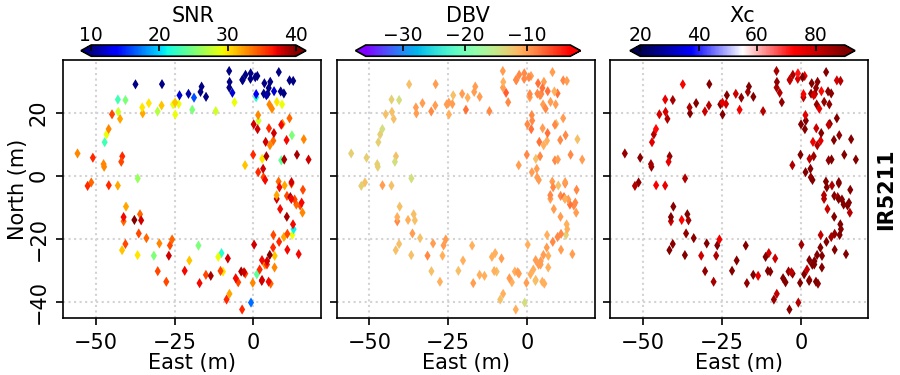 SNR DBV Xc
10 20 30 40 −30 −20 −10 20 40 60 80
North (m)
20
0
−20
−40
−50 −25 0 −50 −25 0 −50 −25 0
East (m) East (m) East (m)
IR5211